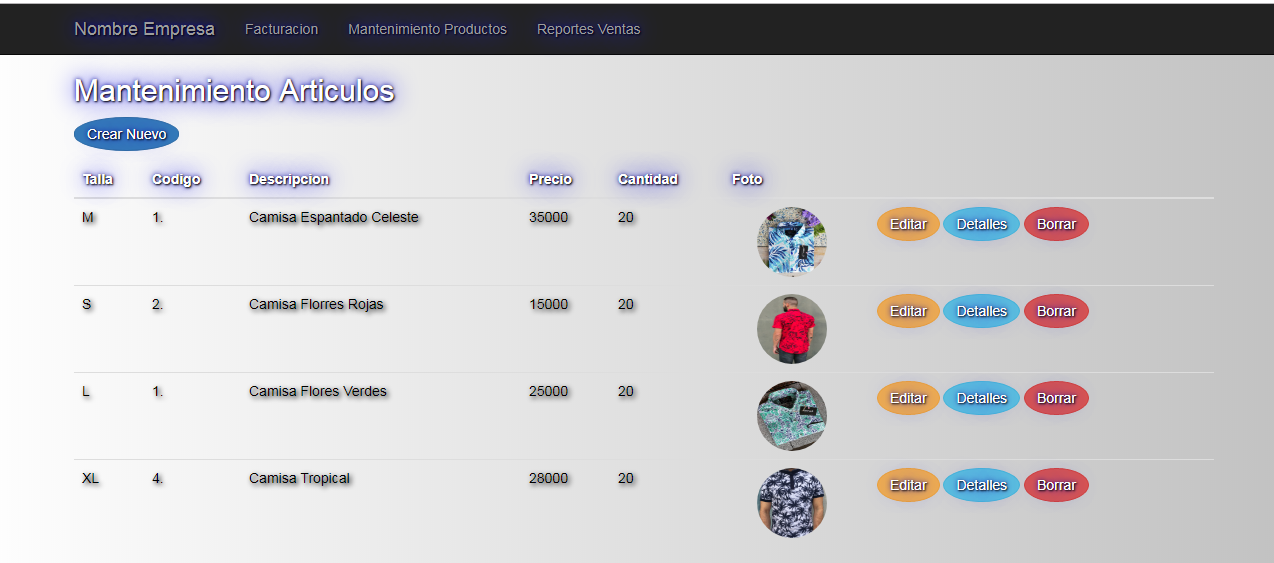 Nombre Empresa Facturacion Mantenimiento Productos Reportes Ventas
Mantenimiento Articulos
Crear Nuevo
Talla Codigo Descripcion Precio Cantidad Foto
M 1. Camisa Espantado Celeste 35000 20 Editar Detalles Borrar
S 2. Camisa Florres Rojas 15000 20 Editar Detalles Borrar
L 1. Camisa Flores Verdes 25000 20 Editar Detalles Borrar
XL 4. Camisa Tropical 28000 20 Editar Detalles Borrar